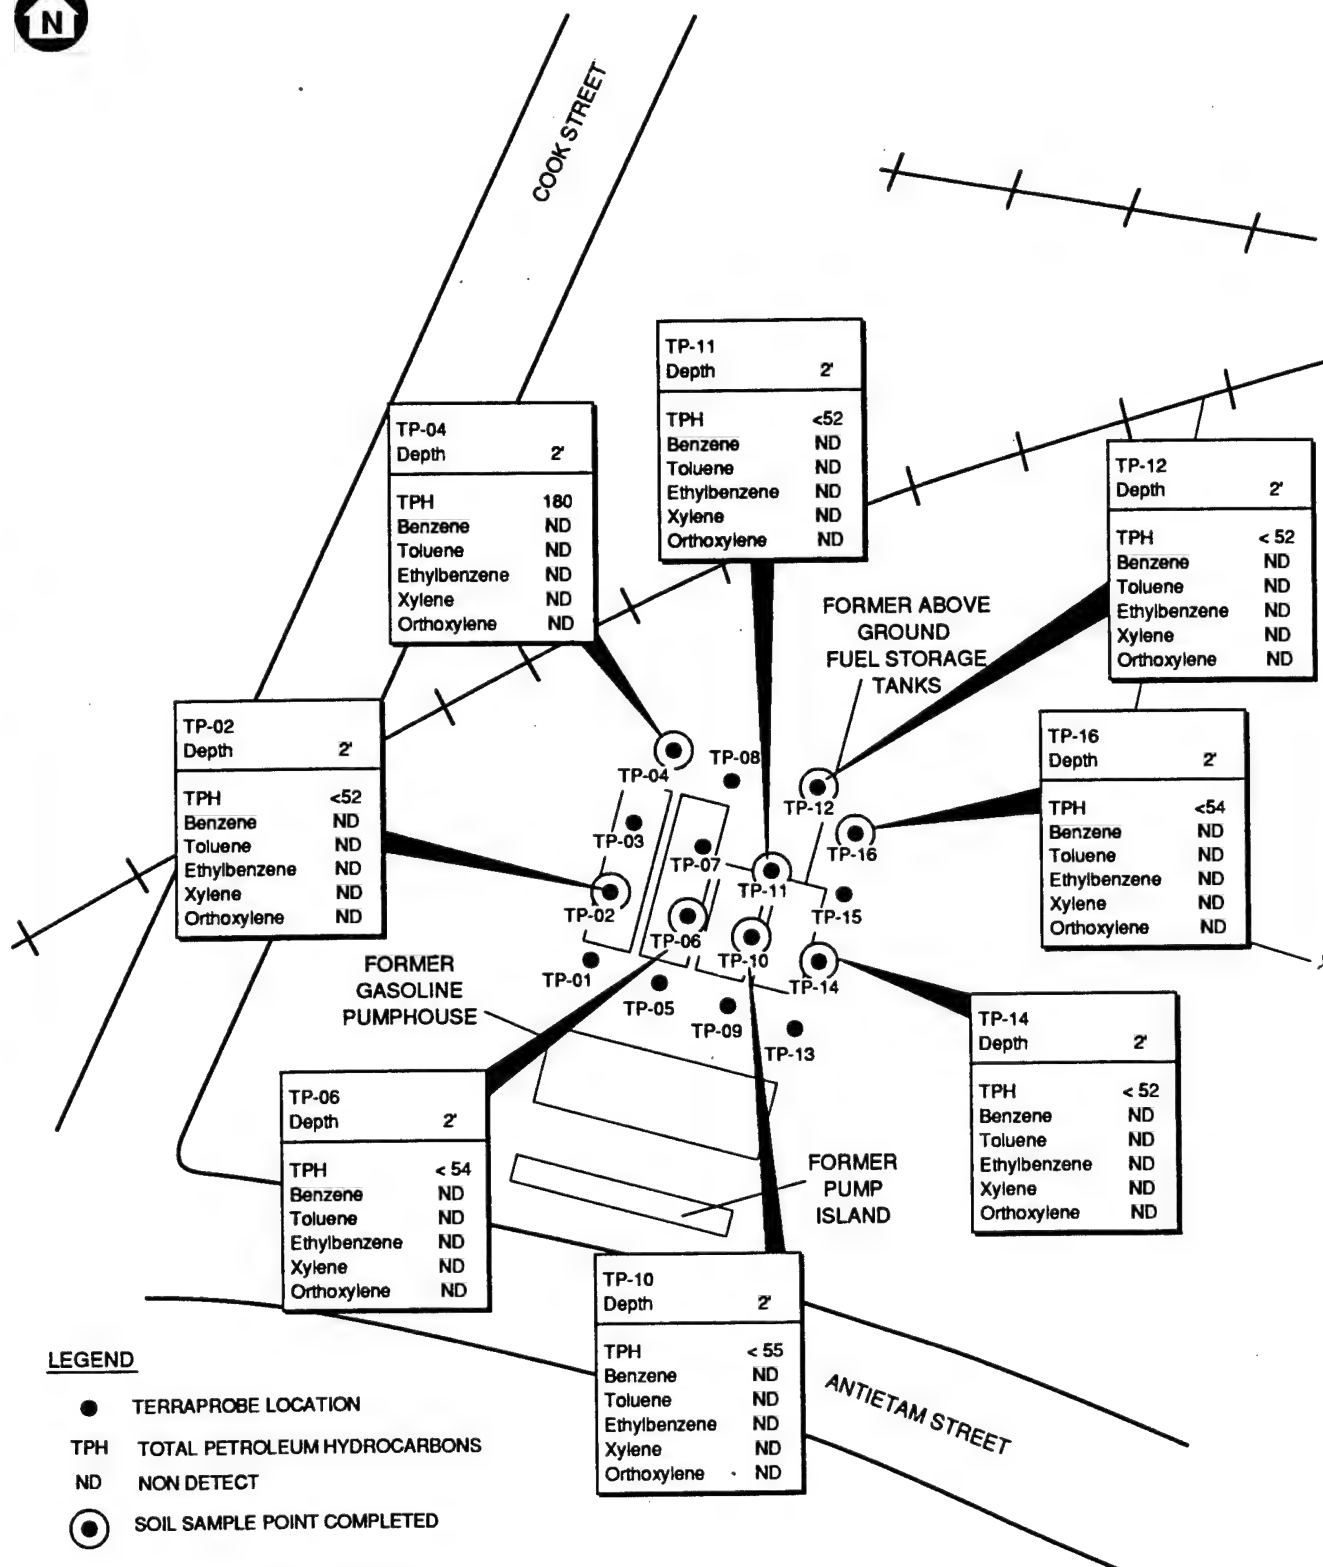 N
COOK STREET
TP-11
Depth 2'
TPH <52
Benzene ND
Toluene ND
Ethylbenzene ND
Xylene ND
Orthoxylene ND
TP-04
Depth 2'
TPH 180
Benzene ND
Toluene ND
Ethylbenzene ND
Xylene ND
Orthoxylene ND
TP-12
Depth 2'
TPH < 52
Benzene ND
Toluene ND
Ethylbenzene ND
Xylene ND
Orthoxylene ND
FORMER ABOVE
GROUND
FUEL STORAGE
TANKS
TP-02
Depth 2'
TPH <52
Benzene ND
Toluene ND
Ethylbenzene ND
Xylene ND
Orthoxylene ND
TP-16
Depth 2'
TPH <54
Benzene ND
Toluene ND
Ethylbenzene ND
Xylene ND
Orthoxylene ND
TP-08
TP-04
TP-12
TP-03
TP-07
TP-16
TP-11
TP-02
TP-15
TP-06
TP-10
TP-01
TP-14
TP-05
TP-09
TP-13
FORMER
GASOLINE
PUMPHOUSE
TP-14
Depth 2'
TPH < 52
Benzene ND
Toluene ND
Ethylbenzene ND
Xylene ND
Orthoxylene ND
TP-06
Depth 2'
TPH < 54
Benzene ND
Toluene ND
Ethylbenzene ND
Xylene ND
Orthoxylene ND
FORMER
PUMP
ISLAND
TP-10
Depth 2'
TPH < 55
Benzene ND
Toluene ND
Ethylbenzene ND
Xylene ND
Orthoxylene ND
ANTIETAM STREET
LEGEND
TERRAPROBE LOCATION
TPH TOTAL PETROLEUM HYDROCARBONS
ND NON DETECT
SOIL SAMPLE POINT COMPLETED